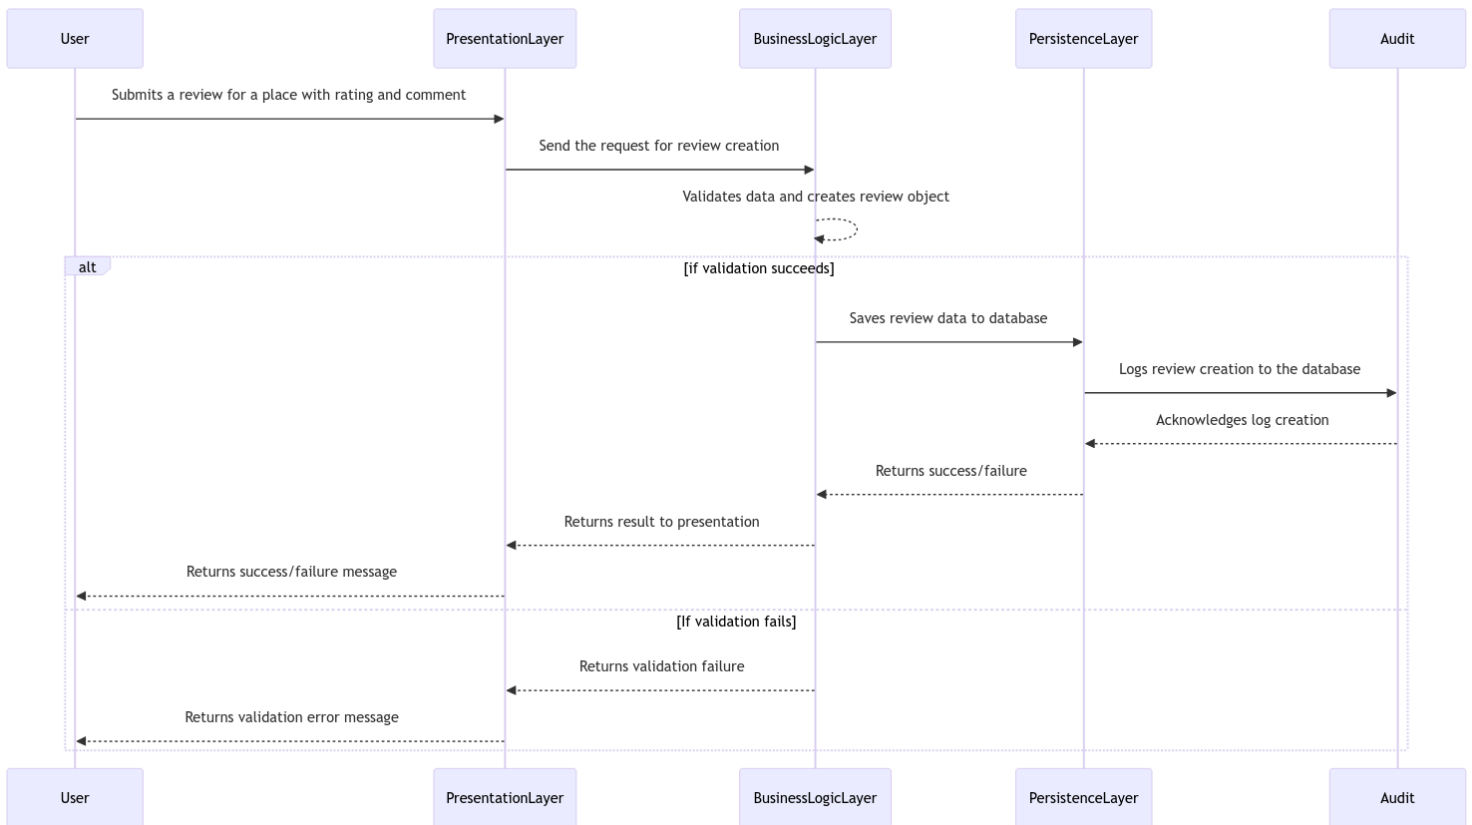 User
PresentationLayer
BusinessLogicLayer
PersistenceLayer
Audit
Submits a review for a place with rating and comment
Send the request for review creation
Validates data and creates review object
alt
[if validation succeeds]
Saves review data to database
Logs review creation to the database
Acknowledges log creation
Returns success/failure
Returns result to presentation
Returns success/failure message
[If validation fails]
Returns validation failure
Returns validation error message
User
PresentationLayer
BusinessLogicLayer
PersistenceLayer
Audit